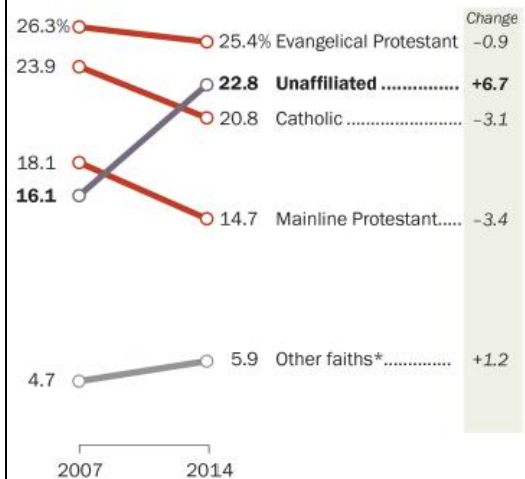 Change
26.3% 25.4% Evangelical Protestant –0.9
23.9 22.8 Unaffiliated ............... +6.7
20.8 Catholic ...................... –3.1
18.1
16.1 14.7 Mainline Protestant..... –3.4
4.7 5.9 Other faiths*.............. +1.2
2007 2014